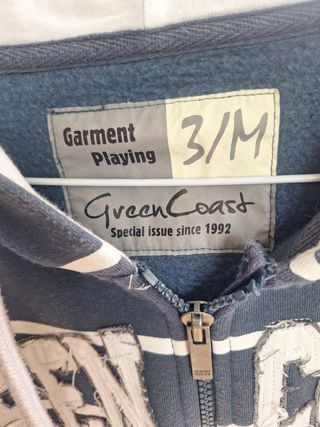 Garment
Playing
3/M
GreenCoast
Special issue since 1992